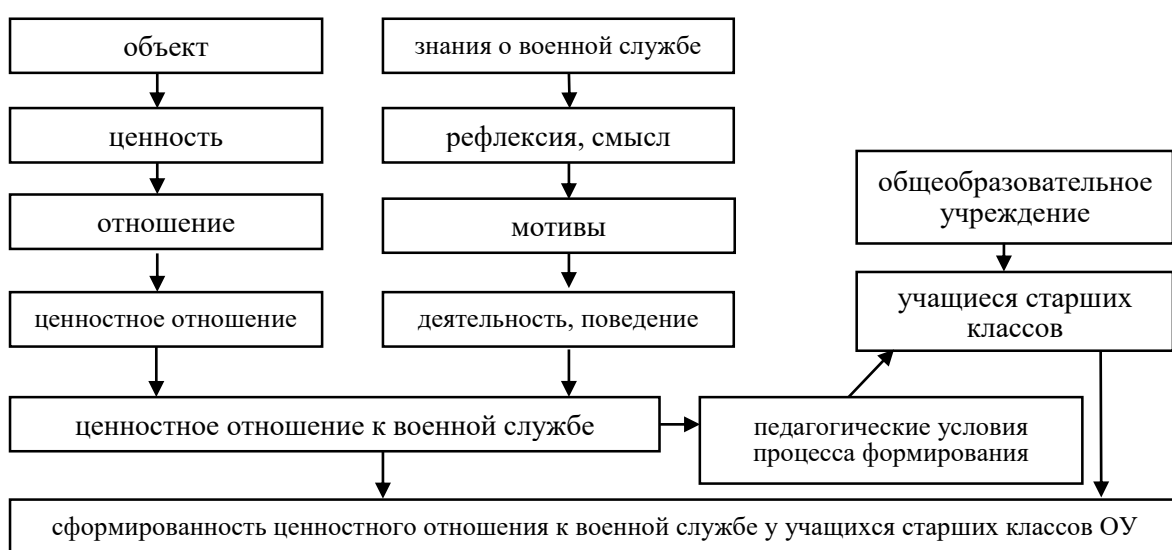 объект
ценность
отношение
ценностное отношение
знания о военной службе
рефлексия, смысл
мотивы
деятельность, поведение
общеобразовательное
учреждение
учащиеся старших
классов
ценностное отношение к военной службе
педагогические условия
процесса формирования
сформированность ценностного отношения к военной службе у учащихся старших классов ОУ